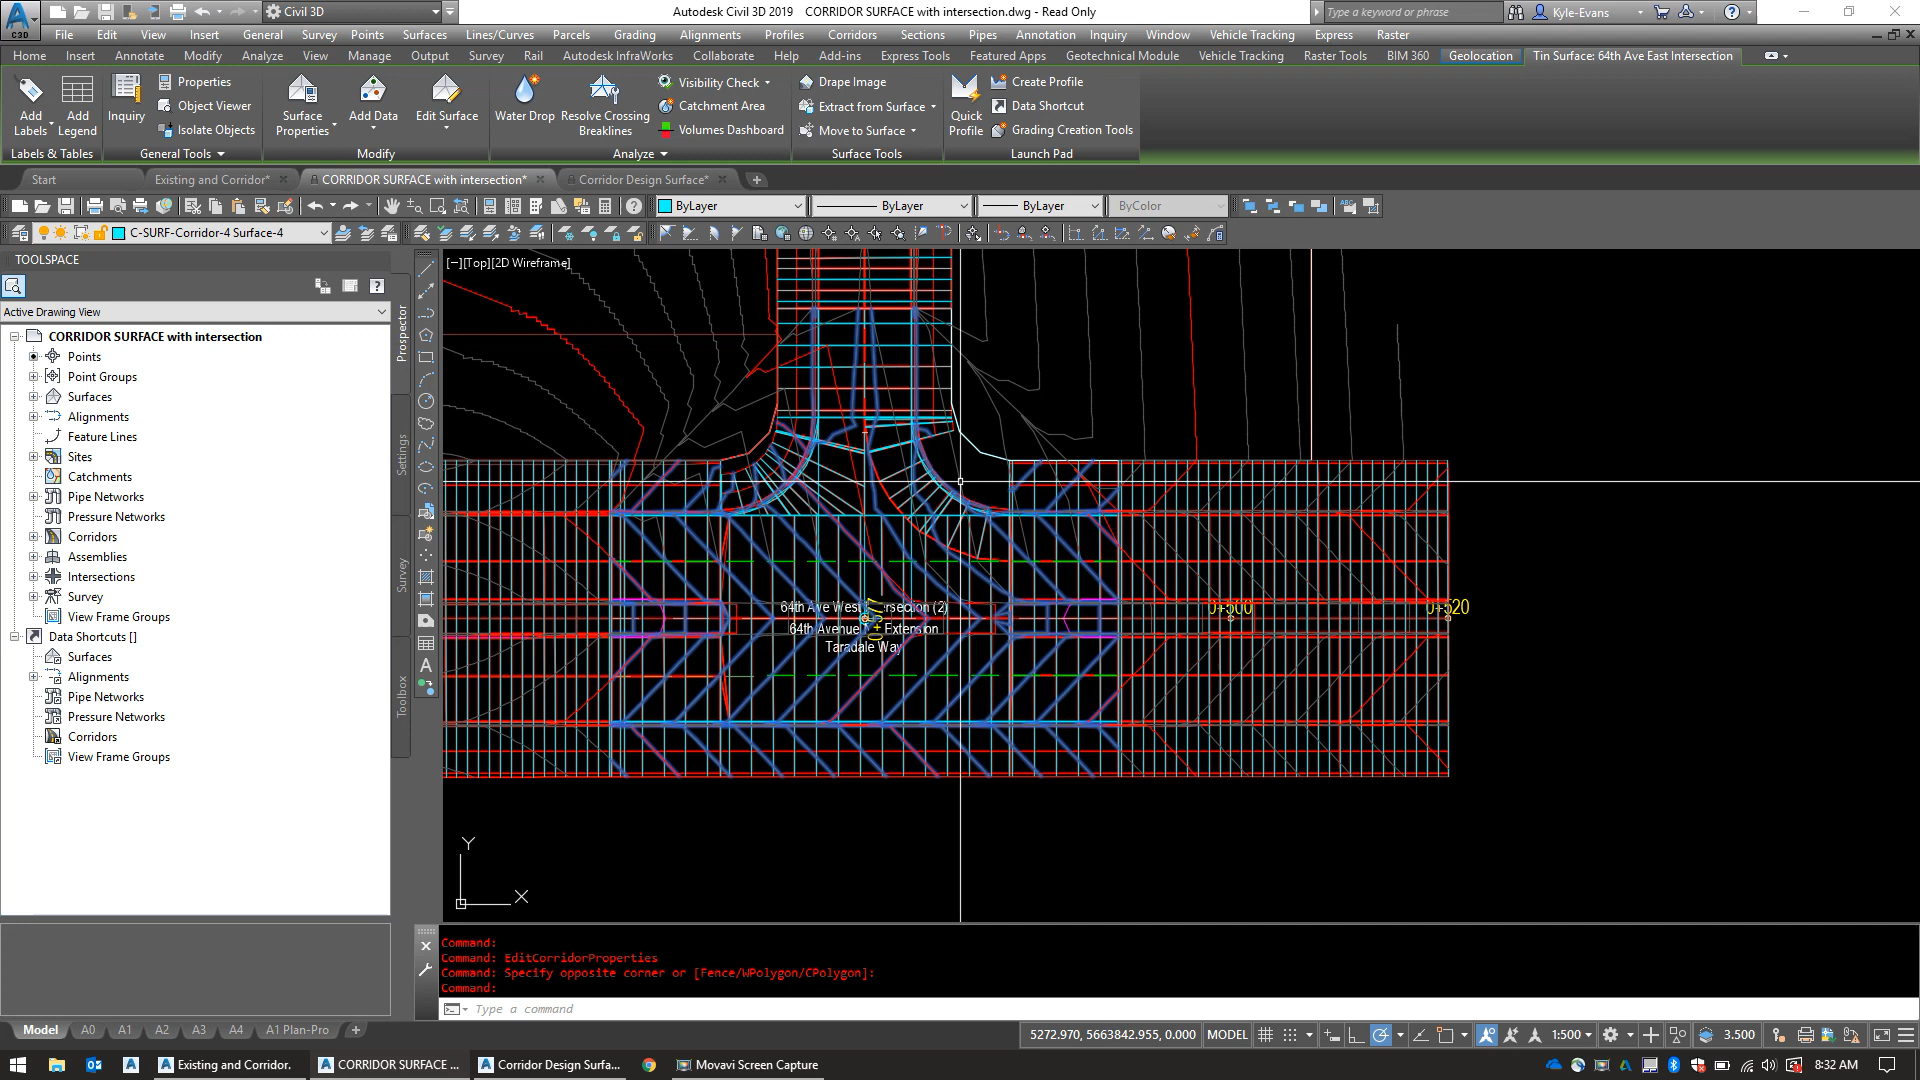 C3D
Civil 3D
Autodesk Civil 3D 2019 CORRIDOR SURFACE with intersection.dwg - Read Only
Type a keyword or phrase
Kyle-Evans
File Edit View Insert General Survey Points Surfaces Lines/Curves Parcels Grading Alignments Profiles Corridors Sections Pipes Annotation Inquiry Window Vehicle Tracking Express Raster
Home Insert Annotate Modify Analyze View Manage Output Survey Rail Autodesk InfraWorks Collaborate Help Add-ins Express Tools Featured Apps Geotechnical Module Vehicle Tracking Raster Tools BIM 360 Geolocation Tin Surface: 64th Ave East Intersection
Add Labels
Add Legend
Labels & Tables
Inquiry
Properties
Object Viewer
Isolate Objects
General Tools
Surface Properties
Add Data
Edit Surface
Modify
Water Drop
Resolve Crossing Breaklines
Visibility Check
Catchment Area
Volumes Dashboard
Analyze
Drape Image
Extract from Surface
Move to Surface
Surface Tools
Quick Profile
Create Profile
Data Shortcut
Grading Creation Tools
Launch Pad
Start
Existing and Corridor*
CORRIDOR SURFACE with intersection*
Corridor Design Surface*
ByLayer
ByLayer
ByLayer
ByColor
C-SURF-Corridor-4 Surface-4
TOOLSPACE
Active Drawing View
CORRIDOR SURFACE with intersection
Points
Point Groups
Surfaces
Alignments
Feature Lines
Sites
Catchments
Pipe Networks
Pressure Networks
Corridors
Assemblies
Intersections
Survey
View Frame Groups
Data Shortcuts []
Surfaces
Alignments
Pipe Networks
Pressure Networks
Corridors
View Frame Groups
Prospector
Settings
Survey
Toolbox
[−][Top][2D Wireframe]
64th Ave West
rsection (2)
64th Avenue
Extension
Taradale Way
0+500
0+520
Y
X
Command:
Command: EditCorridorProperties
Command: Specify opposite corner or [Fence/WPolygon/CPolygon]:
Command:
Type a command
Model A0 A1 A2 A3 A4 A1 Plan-Pro
5272.970, 5663842.955, 0.000 MODEL
1:500
3.500
Existing and Corridor.
CORRIDOR SURFACE ...
Corridor Design Surfa...
Movavi Screen Capture
8:32 AM